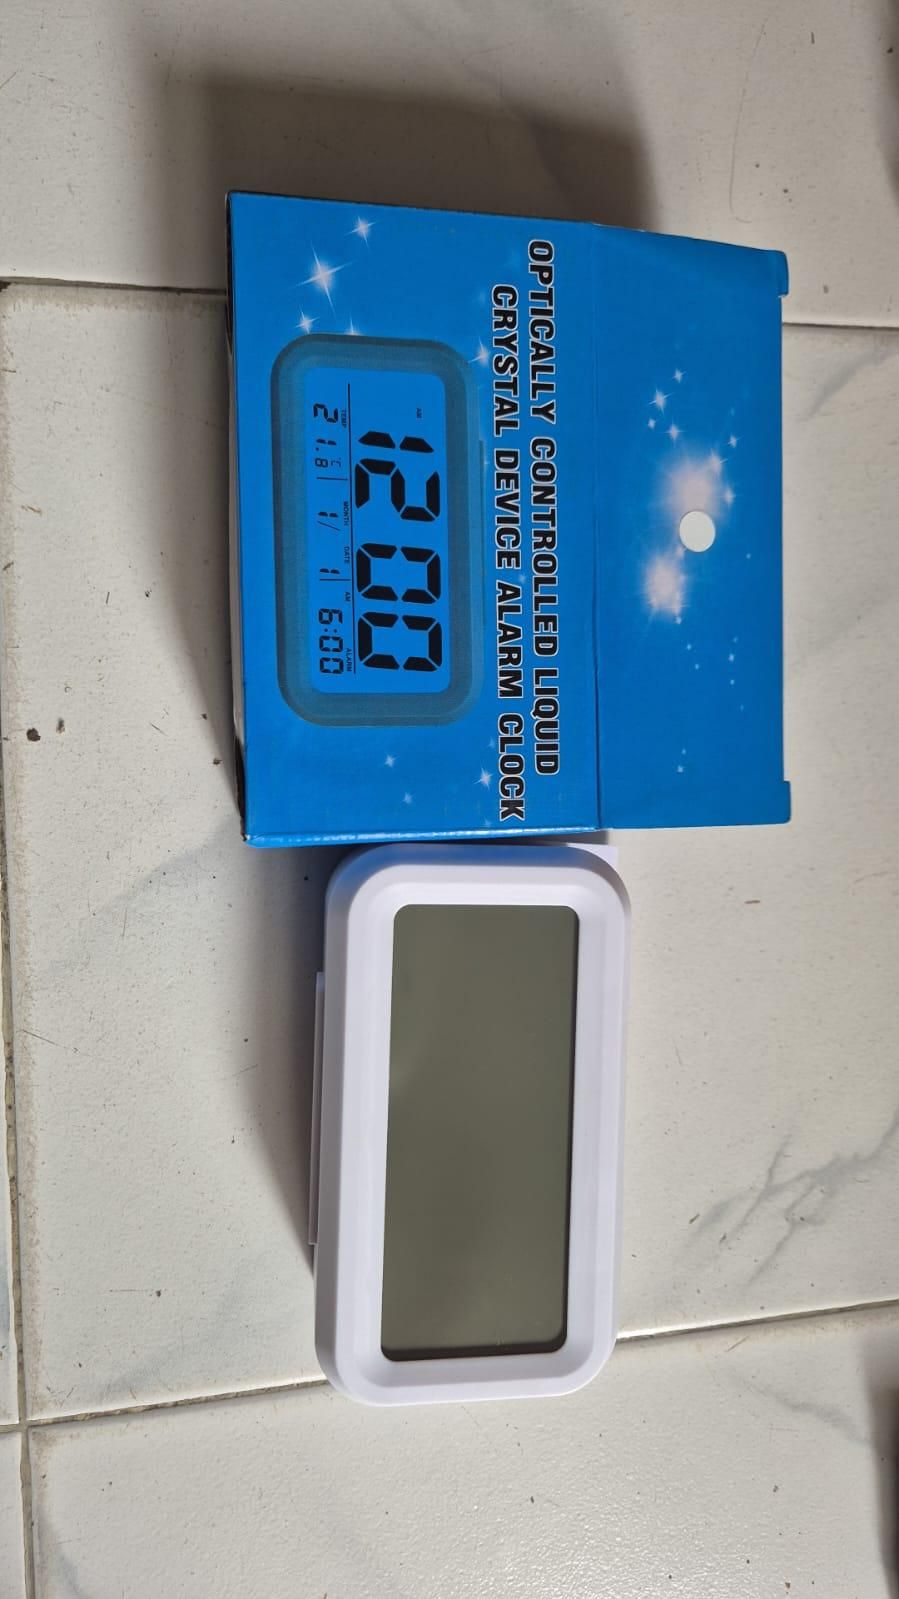 OPTICALLY CONTROLLED LIQUID
CRYSTAL DEVICE ALARM CLOCK
AM
12:00
TEMP MONTH DATE AM ALARM
21.8 °C 1/ 1 6:00